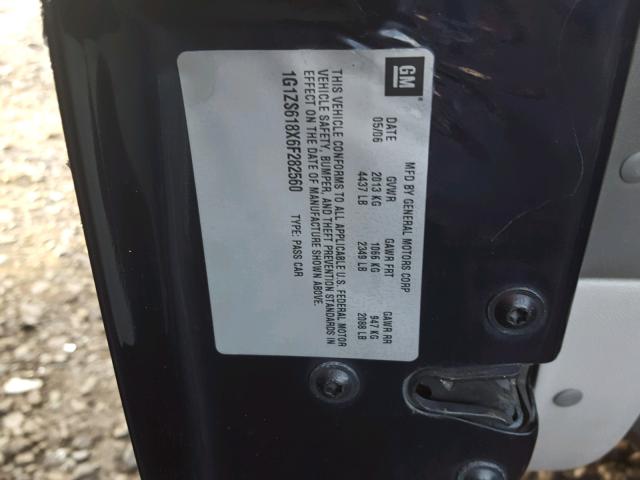 GM
MFD BY GENERAL MOTORS CORP
DATE GVWR GAWR FRT GAWR RR
05/06 2013 KG 1066 KG 947 KG
4437 LB 2349 LB 2088 LB
THIS VEHICLE CONFORMS TO ALL APPLICABLE U.S. FEDERAL MOTOR
VEHICLE SAFETY, BUMPER, AND THEFT PREVENTION STANDARDS IN
EFFECT ON THE DATE OF MANUFACTURE SHOWN ABOVE.
1G1ZS618X6F282560 TYPE: PASS CAR